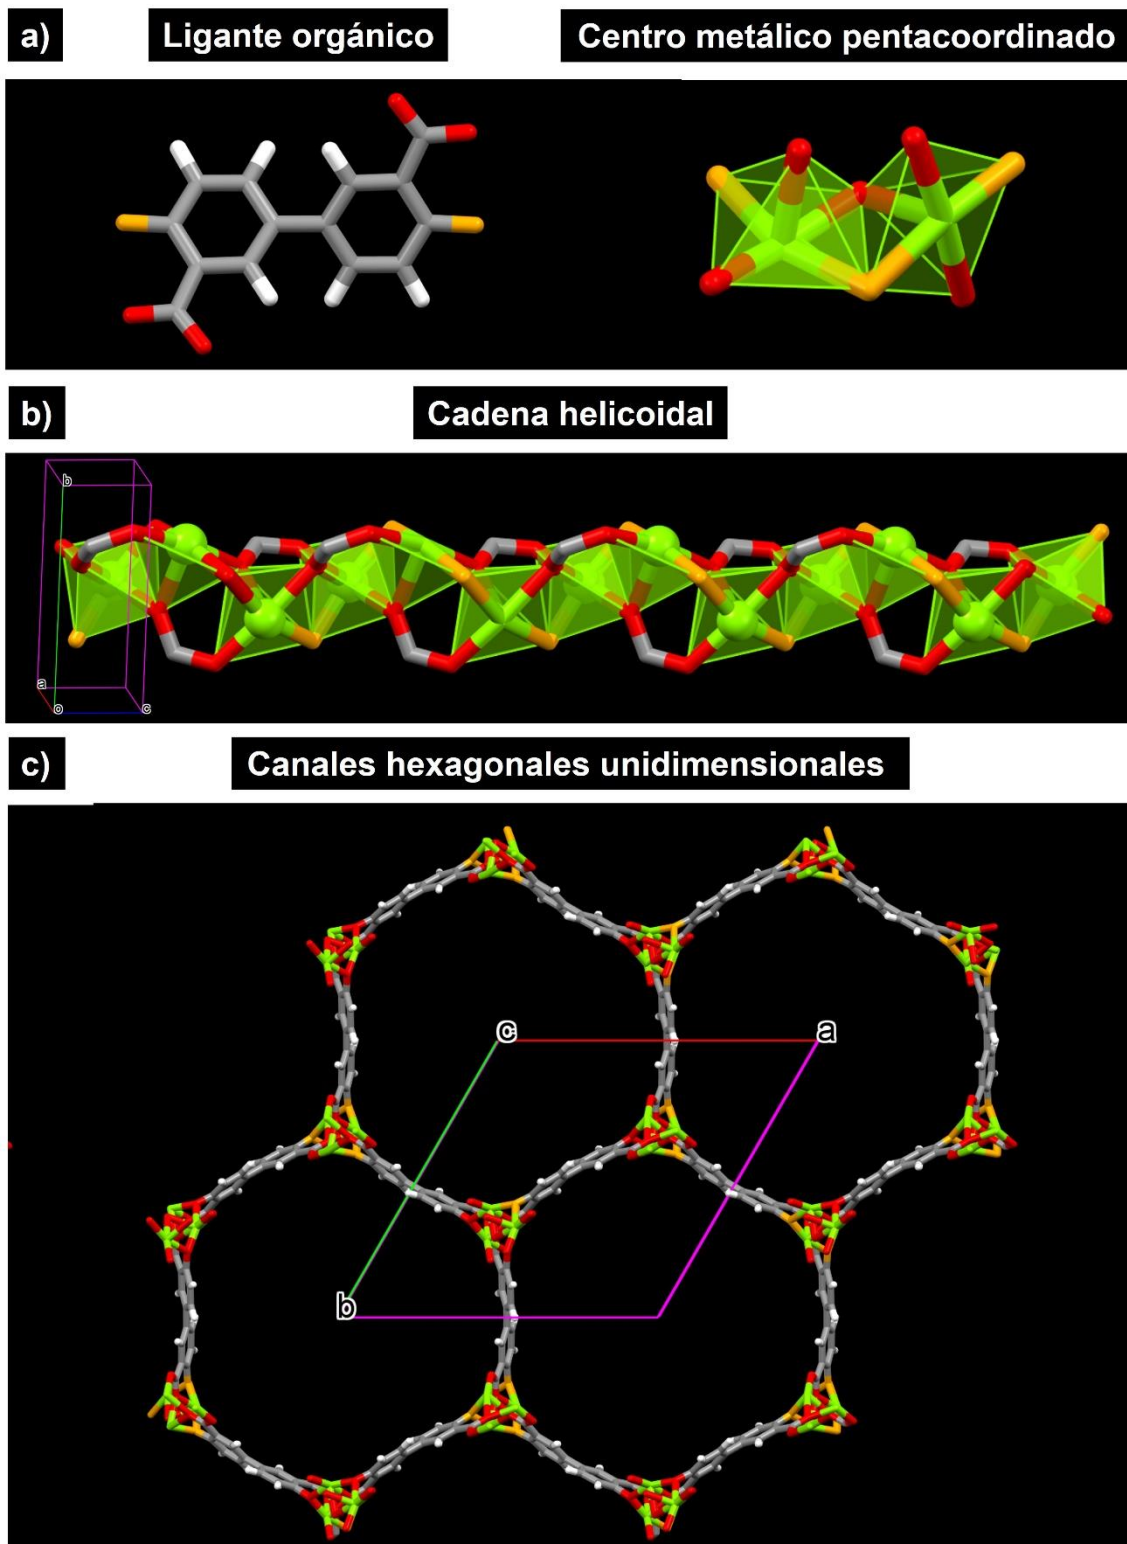 a)
Ligante orgánico
Centro metálico pentacoordinado
b)
Cadena helicoidal
b
a
o
c
c)
Canales hexagonales unidimensionales
c
a
b